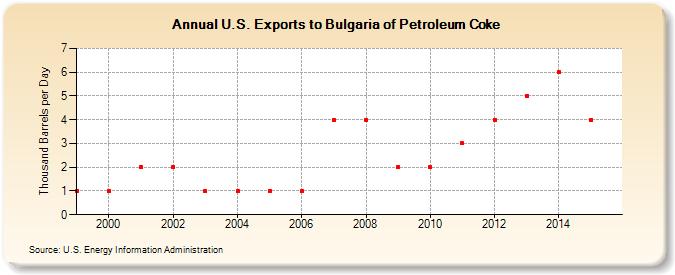 Annual U.S. Exports to Bulgaria of Petroleum Coke
Thousand Barrels per Day
7
6
5
4
3
2
1
0
2000 2002 2004 2006 2008 2010 2012 2014
Source: U.S. Energy Information Administration